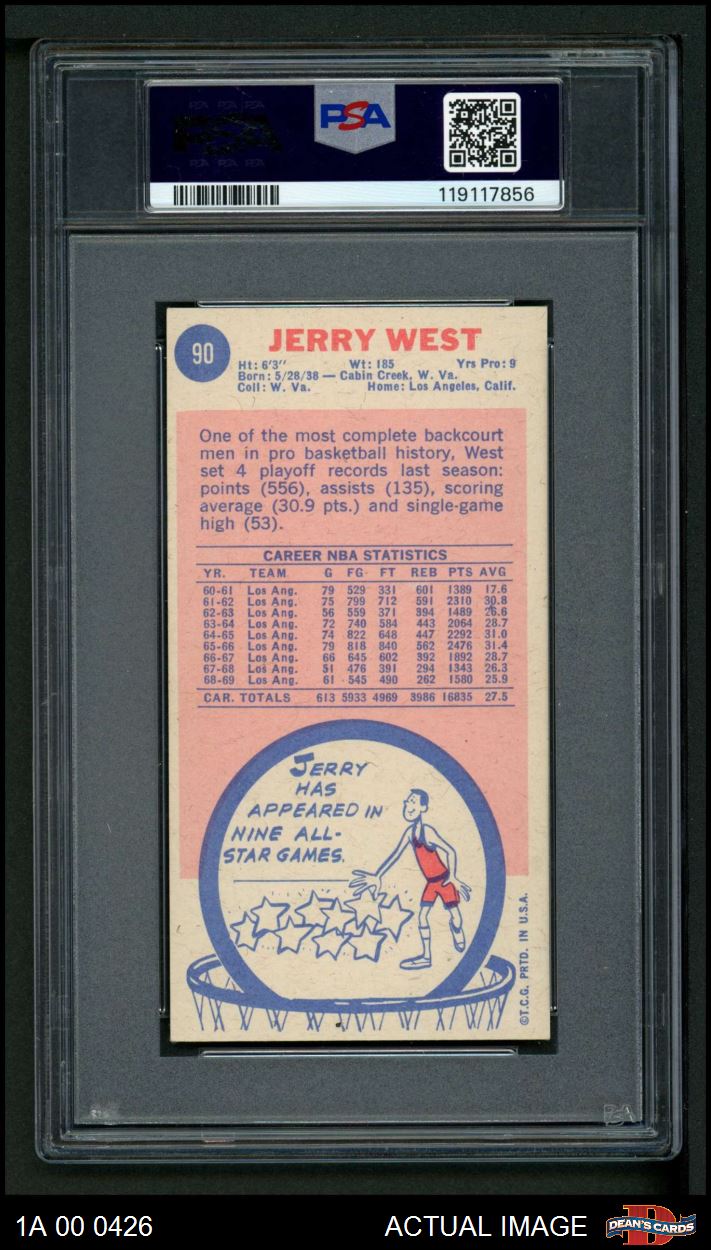 PSA
119117856
90
JERRY WEST
Ht: 6'3" Wt: 185 Yrs Pro: 9
Born: 5/28/38 — Cabin Creek, W. Va.
Coll: W. Va. Home: Los Angeles, Calif.
One of the most complete backcourt
men in pro basketball history, West
set 4 playoff records last season:
points (556), assists (135), scoring
average (30.9 pts.) and single-game
high (53).
CAREER NBA STATISTICS
YR. TEAM G FG FT REB PTS AVG
60-61 Los Ang. 79 529 331 601 1389 17.6
61-62 Los Ang. 75 799 712 591 2310 30.8
62-63 Los Ang. 56 559 371 394 1489 26.6
63-64 Los Ang. 72 740 584 443 2064 28.7
64-65 Los Ang. 74 822 648 447 2292 31.0
65-66 Los Ang. 79 818 840 562 2476 31.4
66-67 Los Ang. 66 645 602 392 1892 28.7
67-68 Los Ang. 51 476 391 294 1343 26.3
68-69 Los Ang. 61 545 490 262 1580 25.9
CAR. TOTALS 613 5933 4969 3986 16835 27.5
JERRY
HAS
APPEARED IN
NINE ALL-
STAR GAMES.
©T.C.G. PRTD. IN U.S.A.
PSA
1A 00 0426 ACTUAL IMAGE DEAN'S CARDS